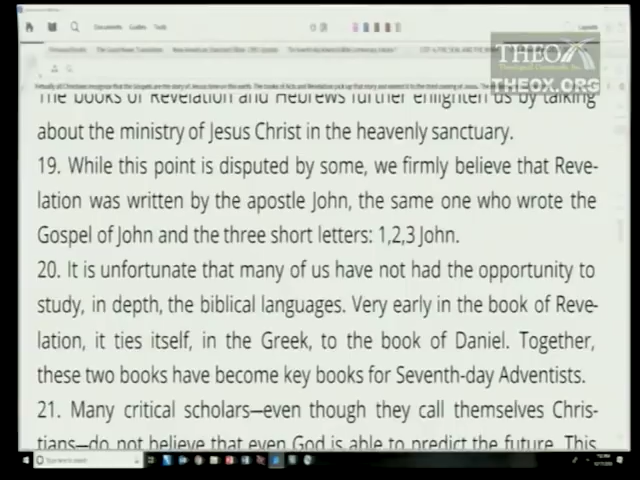 Documents Guides Tools Layouts
THEOX
THEOX.ORG
The books of Revelation and Hebrews further enlighten us by talking
about the ministry of Jesus Christ in the heavenly sanctuary.
19. While this point is disputed by some, we firmly believe that Reve-
lation was written by the apostle John, the same one who wrote the
Gospel of John and the three short letters: 1,2,3 John.
20. It is unfortunate that many of us have not had the opportunity to
study, in depth, the biblical languages. Very early in the book of Reve-
lation, it ties itself, in the Greek, to the book of Daniel. Together,
these two books have become key books for Seventh-day Adventists.
21. Many critical scholars—even though they call themselves Chris-
tians—do not believe that even God is able to predict the future. This